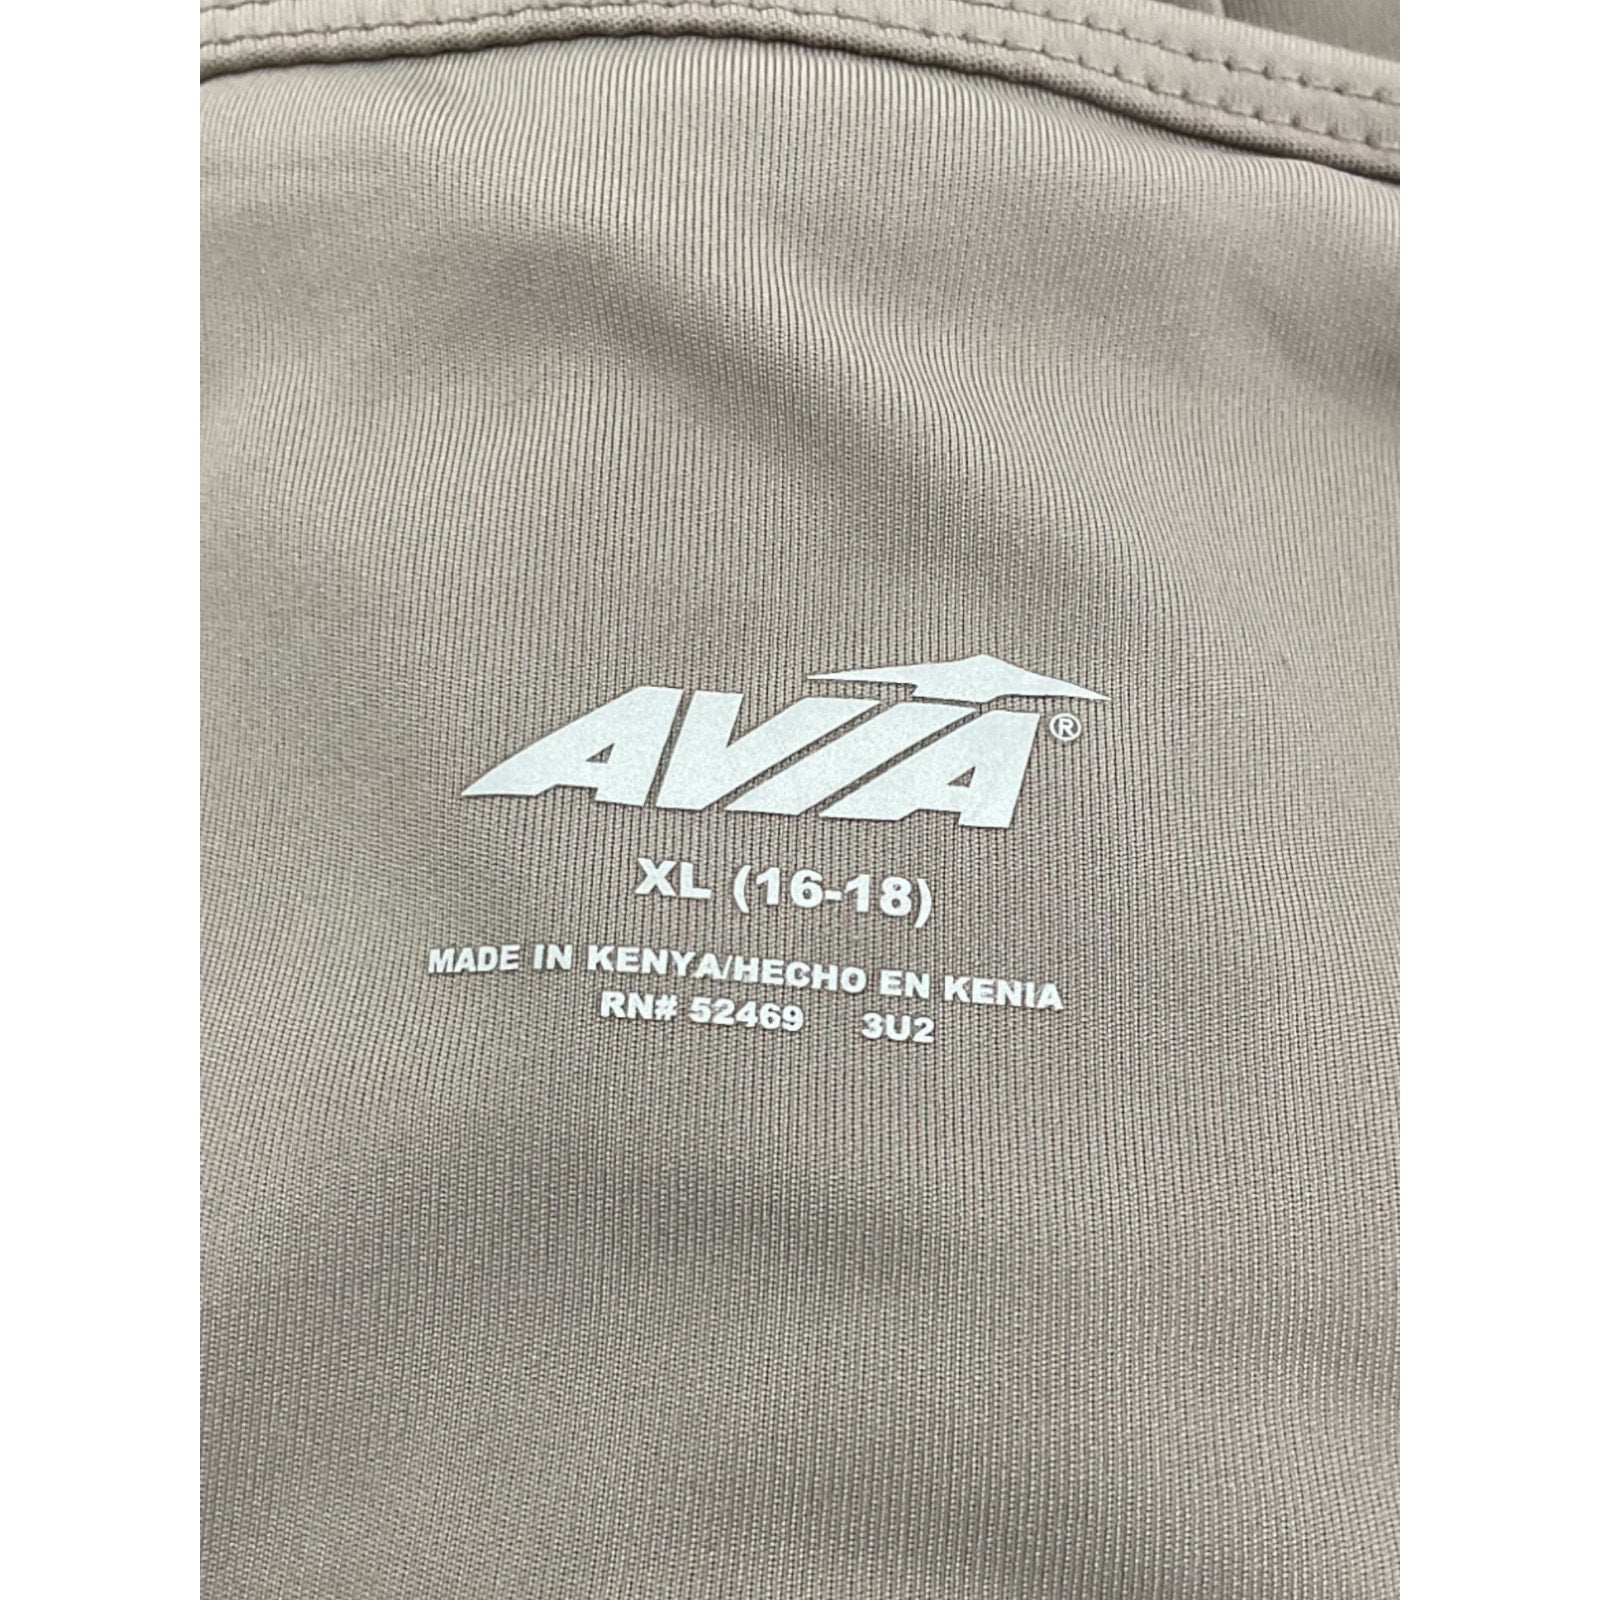 AVIA®
XL (16-18)
MADE IN KENYA/HECHO EN KENIA
RN# 52469 3U2